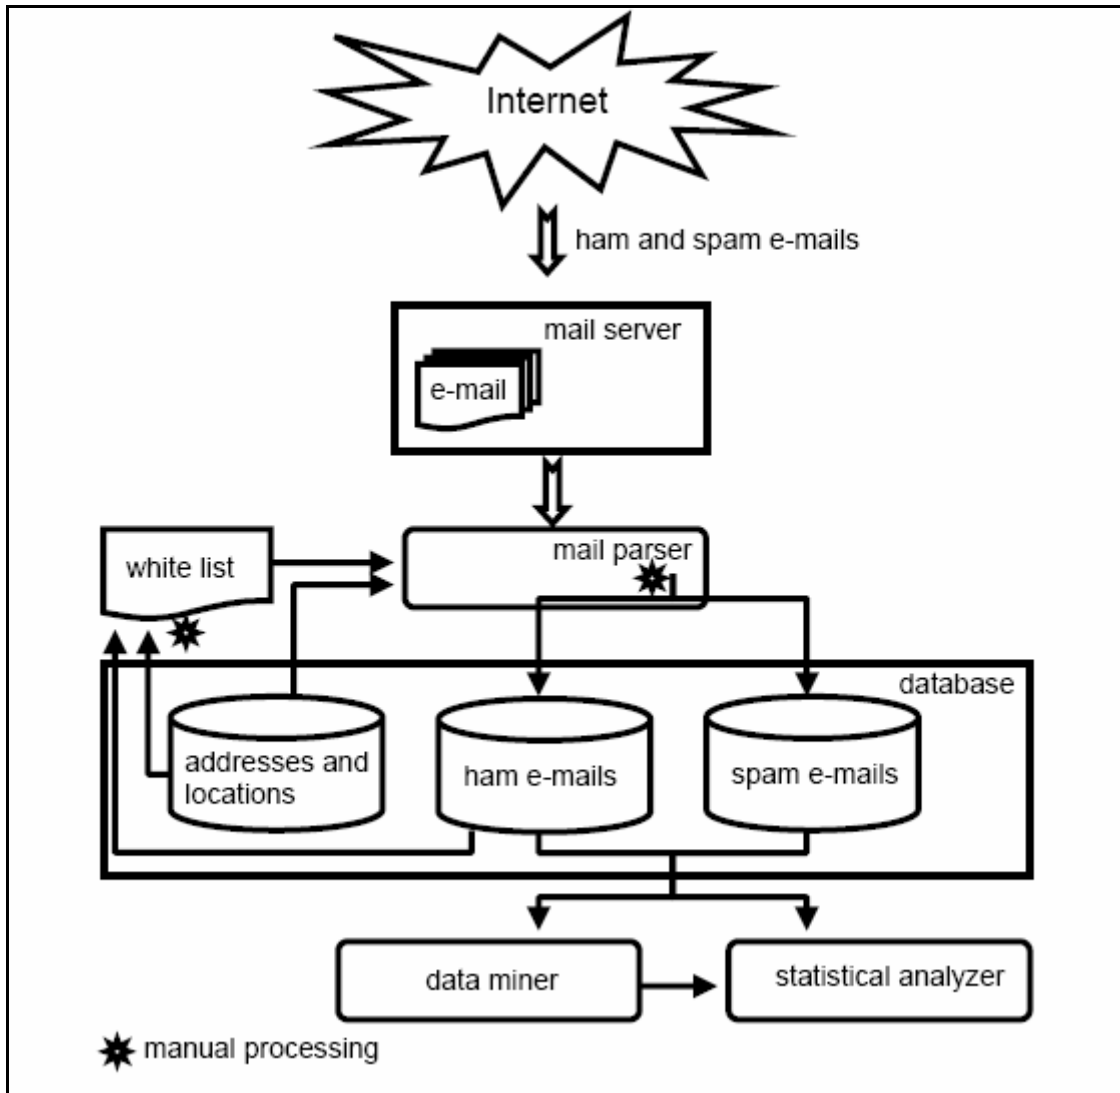 Internet
ham and spam e-mails
mail server
e-mail
mail parser
white list
database
addresses and
locations
ham e-mails
spam e-mails
data miner
statistical analyzer
manual processing